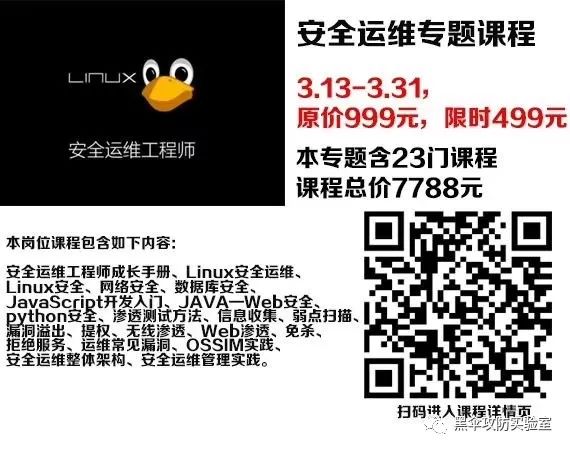 LINUX
安全运维工程师
安全运维专题课程
3.13-3.31,
原价999元，限时499元
本专题含23门课程
课程总价7788元
本岗位课程包含如下内容：
安全运维工程师成长手册、Linux安全运维、
Linux安全、网络安全、数据库安全、
JavaScript开发入门、JAVA—Web安全、
python安全、渗透测试方法、信息收集、弱点扫描、
漏洞溢出、提权、无线渗透、Web渗透、免杀、
拒绝服务、运维常见漏洞、OSSIM实践、
安全运维整体架构、安全运维管理实践。
扫码进入课程详情页
黑伞攻防实验室